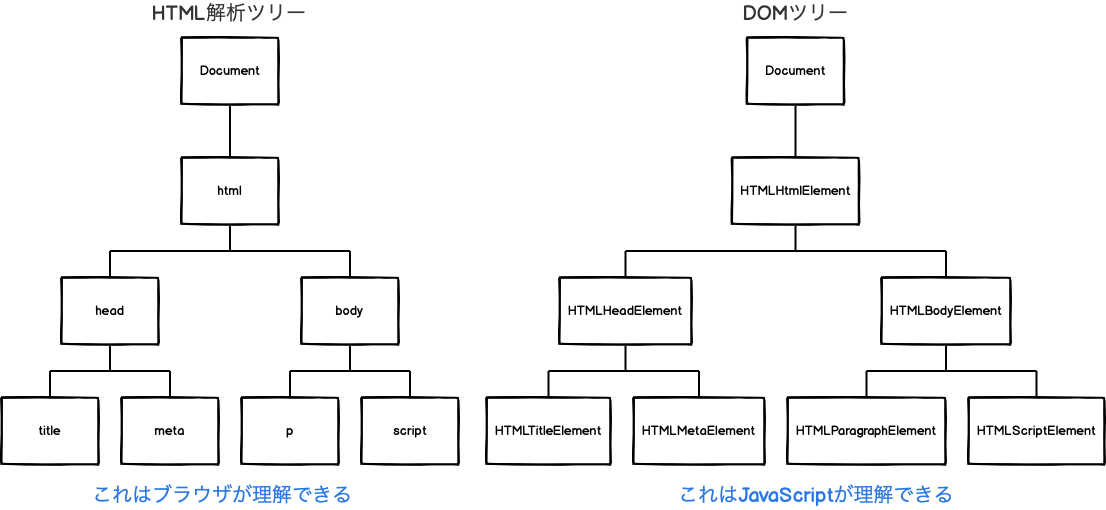 HTML解析ツリー
DOMツリー
Document
Document
html
HTMLHtmlElement
head
body
HTMLHeadElement
HTMLBodyElement
title
meta
p
script
HTMLTitleElement
HTMLMetaElement
HTMLParagraphElement
HTMLScriptElement
これはブラウザが理解できる
これはJavaScriptが理解できる